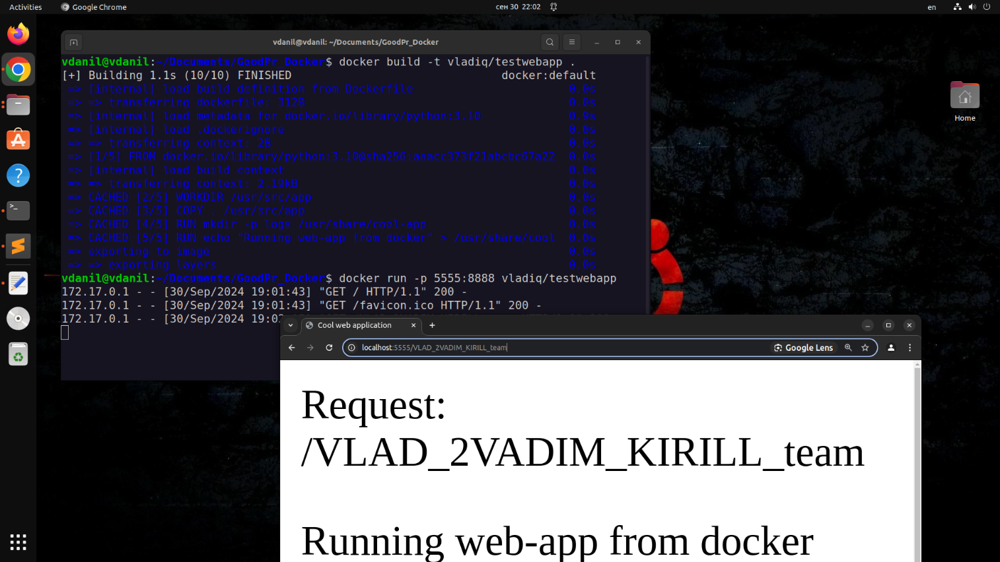 Activities Google Chrome сен 30 22:02 en
vdanil@vdanil: ~/Documents/GoodPr_Docker
vdanil@vdanil:~/Documents/GoodPr_Docker$ docker build -t vladiq/testwebapp .
[+] Building 1.1s (10/10) FINISHED docker:default
=> [internal] load build definition from Dockerfile 0.0s
=> => transferring dockerfile: 312B 0.0s
=> [internal] load metadata for docker.io/library/python:3.10 0.9s
=> [internal] load .dockerignore 0.0s
=> => transferring context: 2B 0.0s
=> [1/5] FROM docker.io/library/python:3.10@sha256:aaacc373f21abcbc67a22 0.0s
=> [internal] load build context 0.0s
=> => transferring context: 2.19kB 0.0s
=> CACHED [2/5] WORKDIR /usr/src/app 0.0s
=> CACHED [3/5] COPY . /usr/src/app 0.0s
=> CACHED [4/5] RUN mkdir -p logs /usr/share/cool-app 0.0s
=> CACHED [5/5] RUN echo "Running web-app from docker" > /usr/share/cool 0.0s
=> exporting to image 0.0s
=> => exporting layers 0.0s
vdanil@vdanil:~/Documents/GoodPr_Docker$ docker run -p 5555:8888 vladiq/testwebapp
172.17.0.1 - - [30/Sep/2024 19:01:43] "GET / HTTP/1.1" 200 -
172.17.0.1 - - [30/Sep/2024 19:01:43] "GET /favicon.ico HTTP/1.1" 200 -
172.17.0.1 - - [30/Sep/2024 19:02
Home
Cool web application
localhost:5555/VLAD_2VADIM_KIRILL_team Google Lens
Request:
/VLAD_2VADIM_KIRILL_team
Running web-app from docker